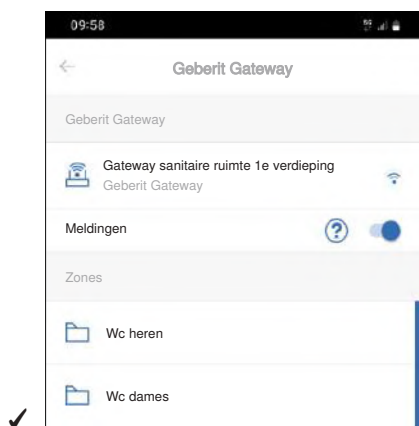 09:58
5G
Geberit Gateway
Geberit Gateway
Gateway sanitaire ruimte 1e verdieping
Geberit Gateway
Meldingen
Zones
Wc heren
Wc dames